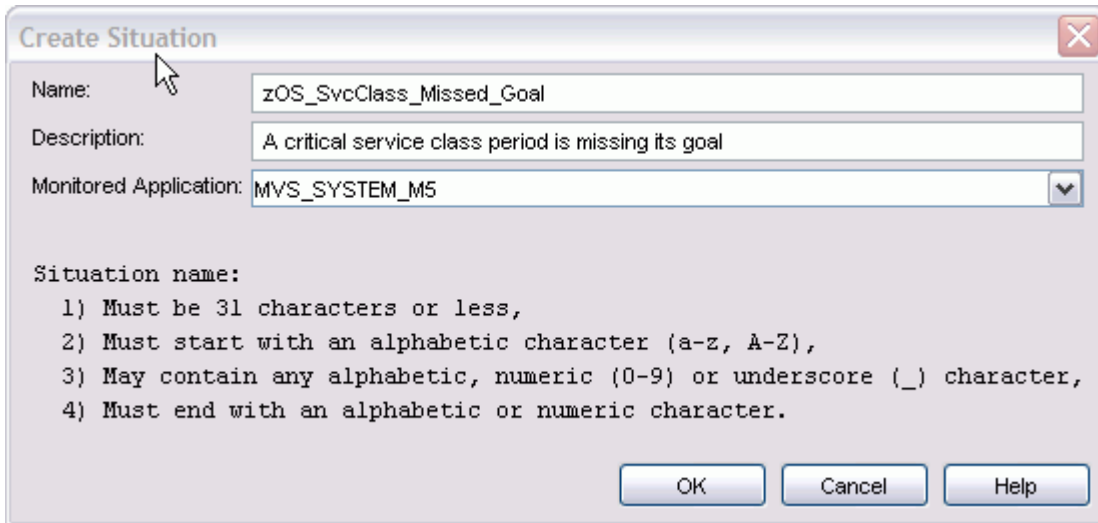 Create Situation
Name: zOS_SvcClass_Missed_Goal
Description: A critical service class period is missing its goal
Monitored Application: MVS_SYSTEM_M5
Situation name:
1) Must be 31 characters or less,
2) Must start with an alphabetic character (a-z, A-Z),
3) May contain any alphabetic, numeric (0-9) or underscore (_) character,
4) Must end with an alphabetic or numeric character.
OK Cancel Help